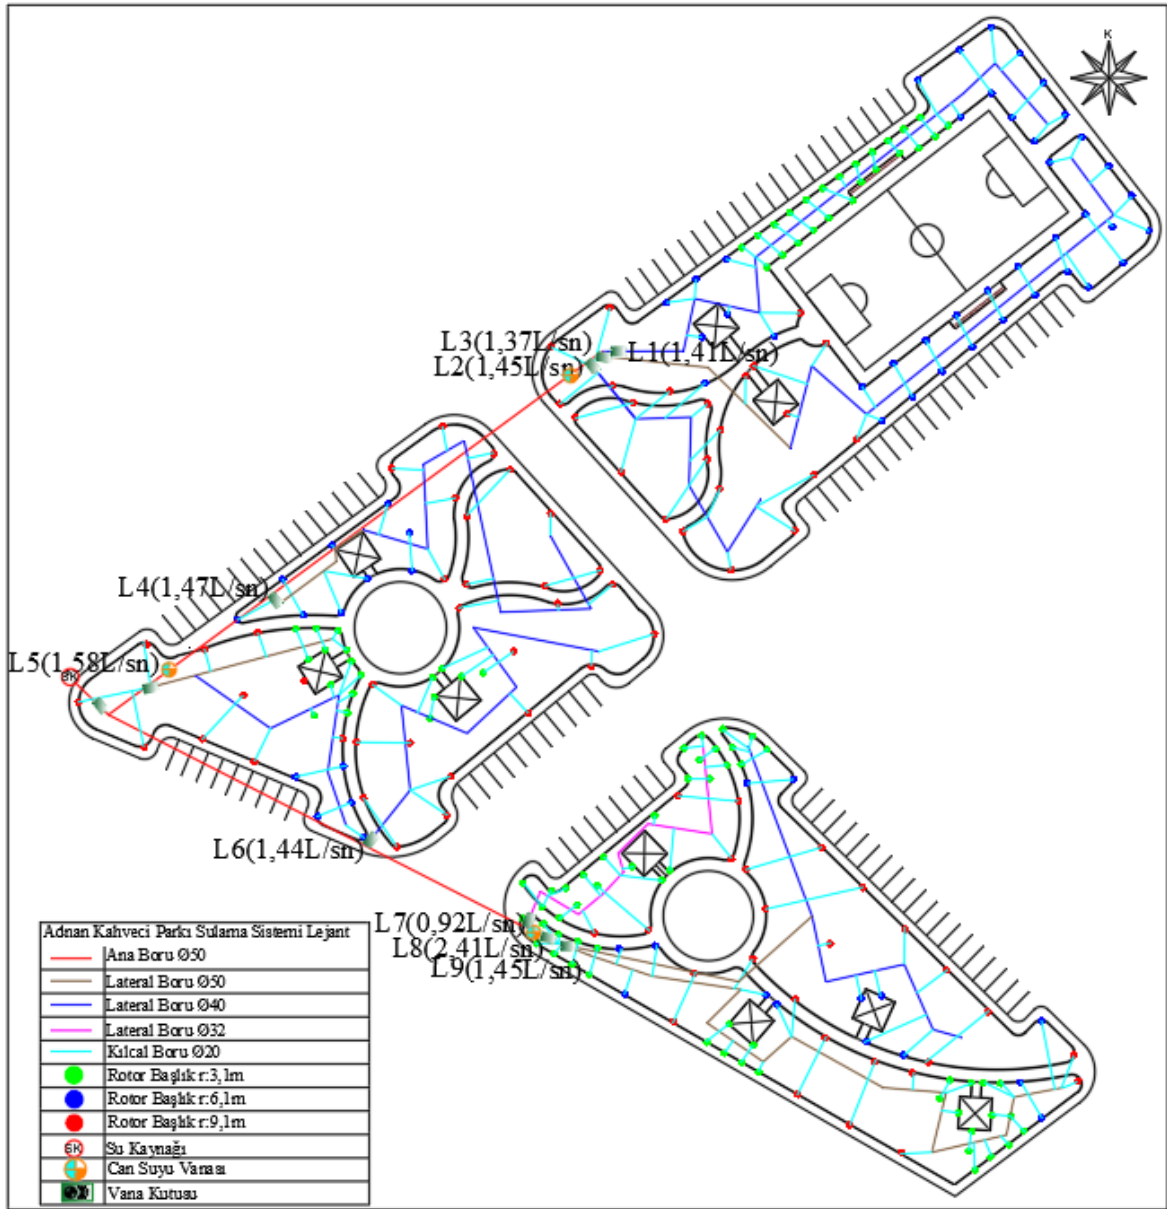 K
L3(1,37L/sn)
L1(1,41L/sn)
L2(1,45L/sn)
L4(1,47L/sn)
L5(1,58L/sn)
SK
L6(1,44L/sn)
L7(0,92L/sn)
L8(2,41L/sn)
L9(1,45L/sn)
Adnan Kahveci Parkı Sulama Sistemi Lejant
Ana Boru Ø50
Lateral Boru Ø50
Lateral Boru Ø40
Lateral Boru Ø32
Kılcal Boru Ø20
Rotor Başlık r:3,1m
Rotor Başlık r:6,1m
Rotor Başlık r:9,1m
SK Su Kaynağı
Can Suyu Vanası
Vana Kutusu